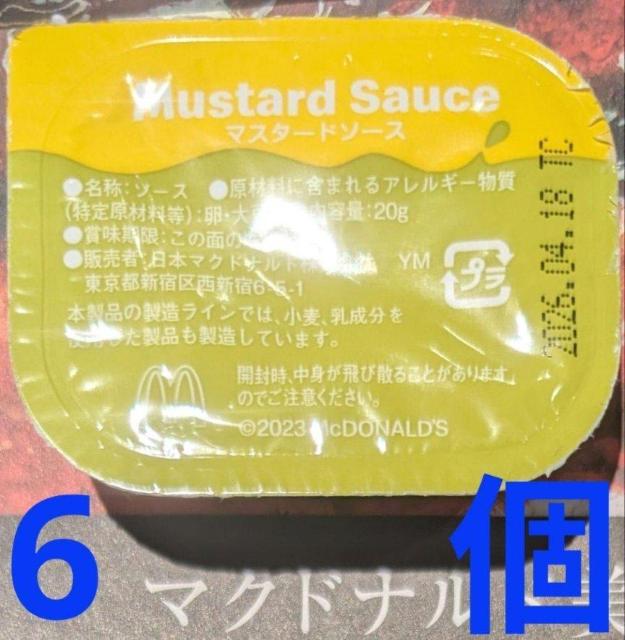 Mustard Sauce
マスタードソース
●名称:ソース ●原材料に含まれるアレルギー物質
(特定原材料等):卵・大 内容量:20g
●賞味期限:この面の
●販売者:日本マクドナルド YM
東京都新宿区西新宿6-5-1
プラ
本製品の製造ラインでは、小麦、乳成分を
使用した製品も製造しています。
開封時、中身が飛び散ることがあります
のでご注意ください。
©2023 McDONALD'S
2026.04.18 TC
6個
マクドナル